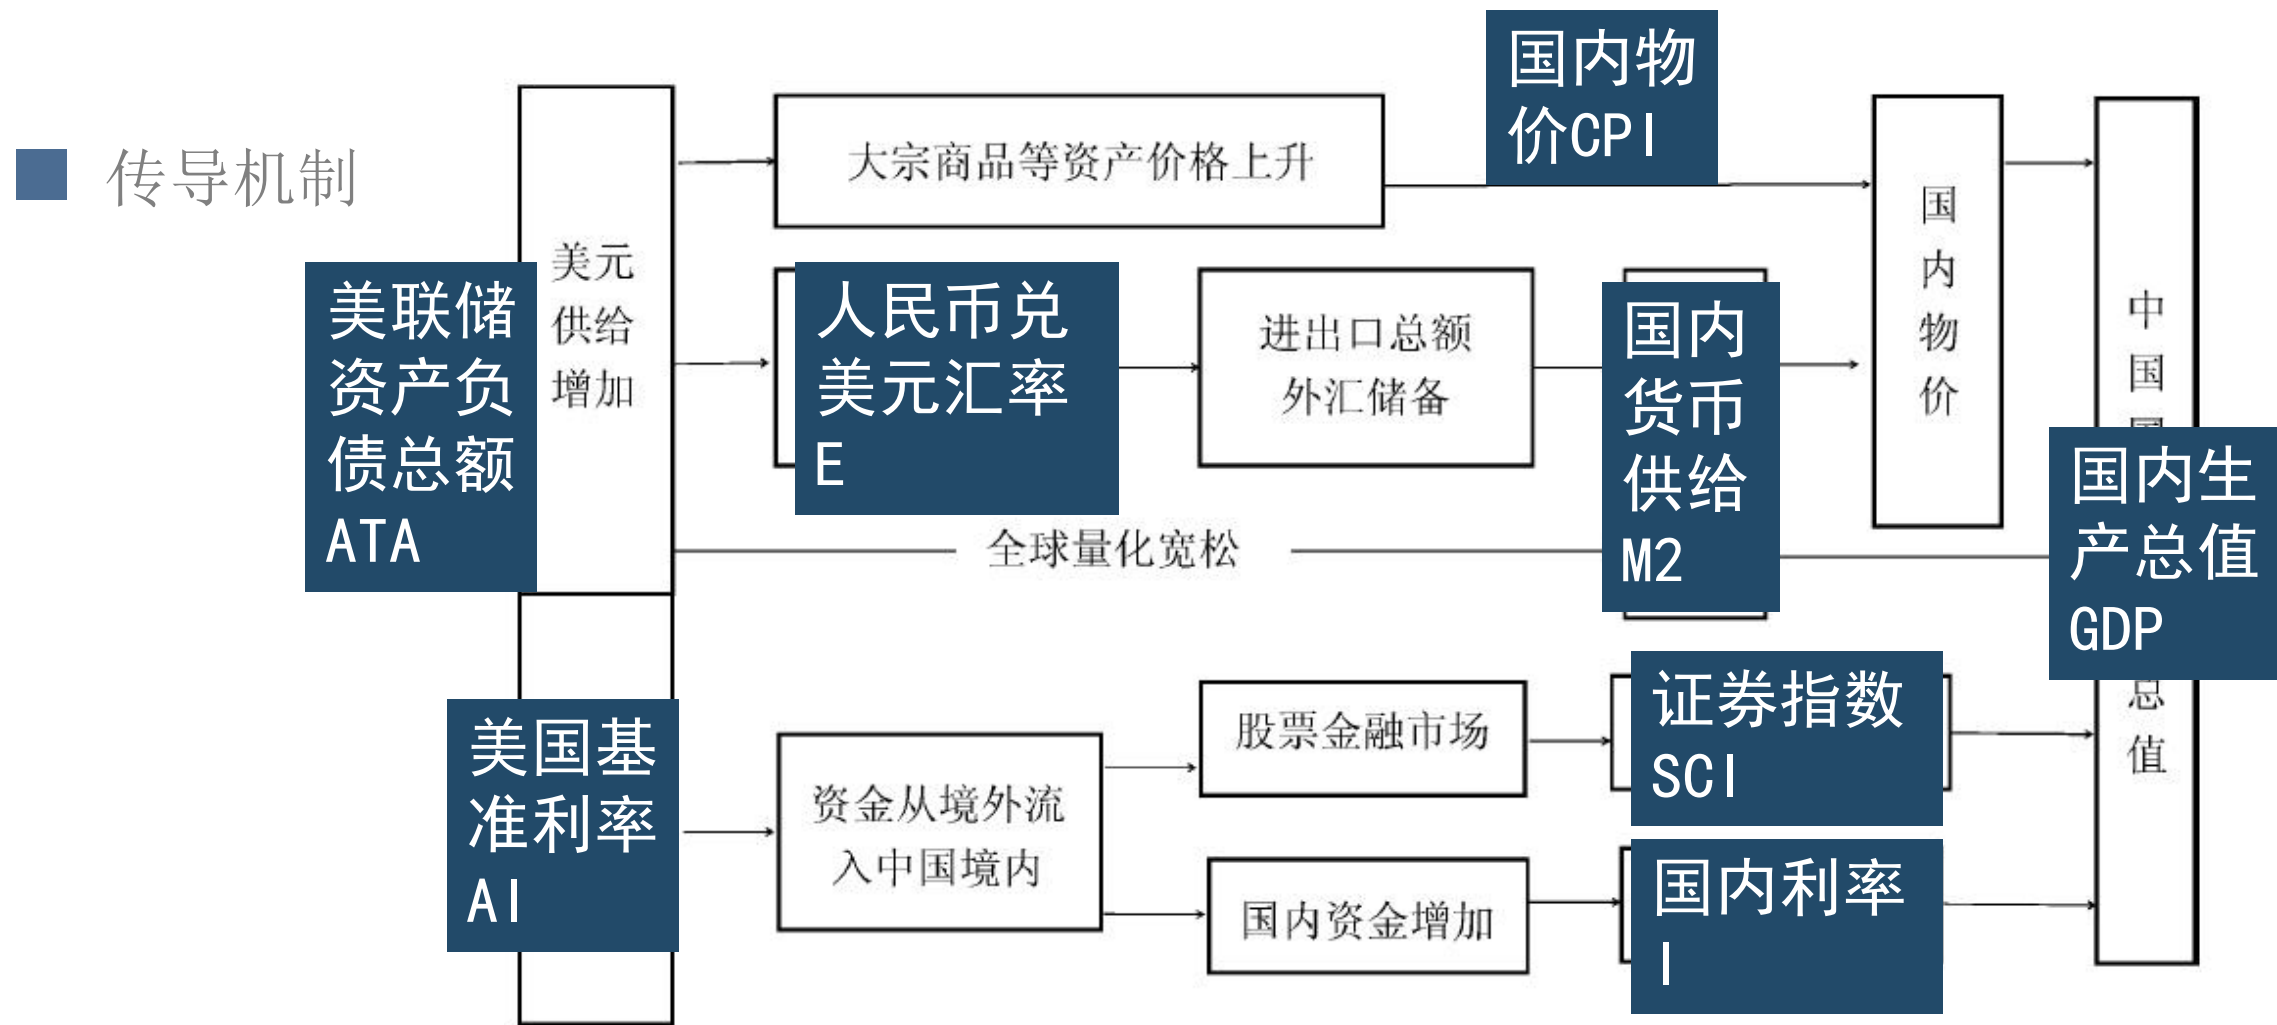 传导机制
国内物
价CPI
大宗商品等资产价格上升
美元
供给
增加
美联储
资产负
债总额
ATA
人民币兑
美元汇率
E
进出口总额
外汇储备
国内
货币
供给
M2
国
内
物
价
中
国
国内生
产总值
GDP
总
值
全球量化宽松
美国基
准利率
AI
资金从境外流
入中国境内
股票金融市场
证券指数
SCI
国内资金增加
国内利率
I